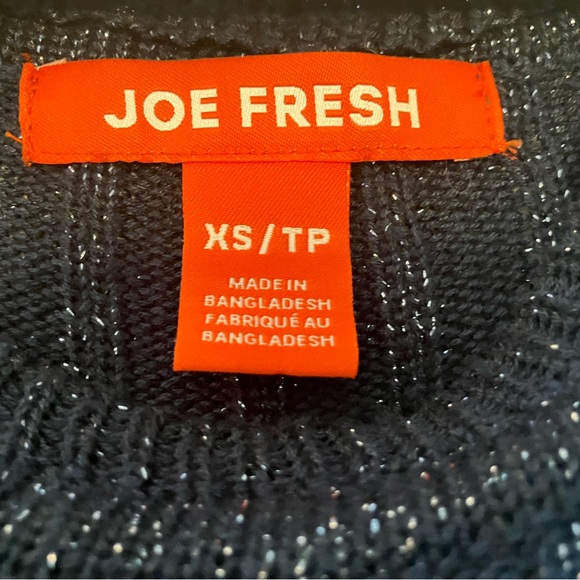 JOE FRESH
XS/TP
MADE IN
BANGLADESH
FABRIQUÉ AU
BANGLADESH